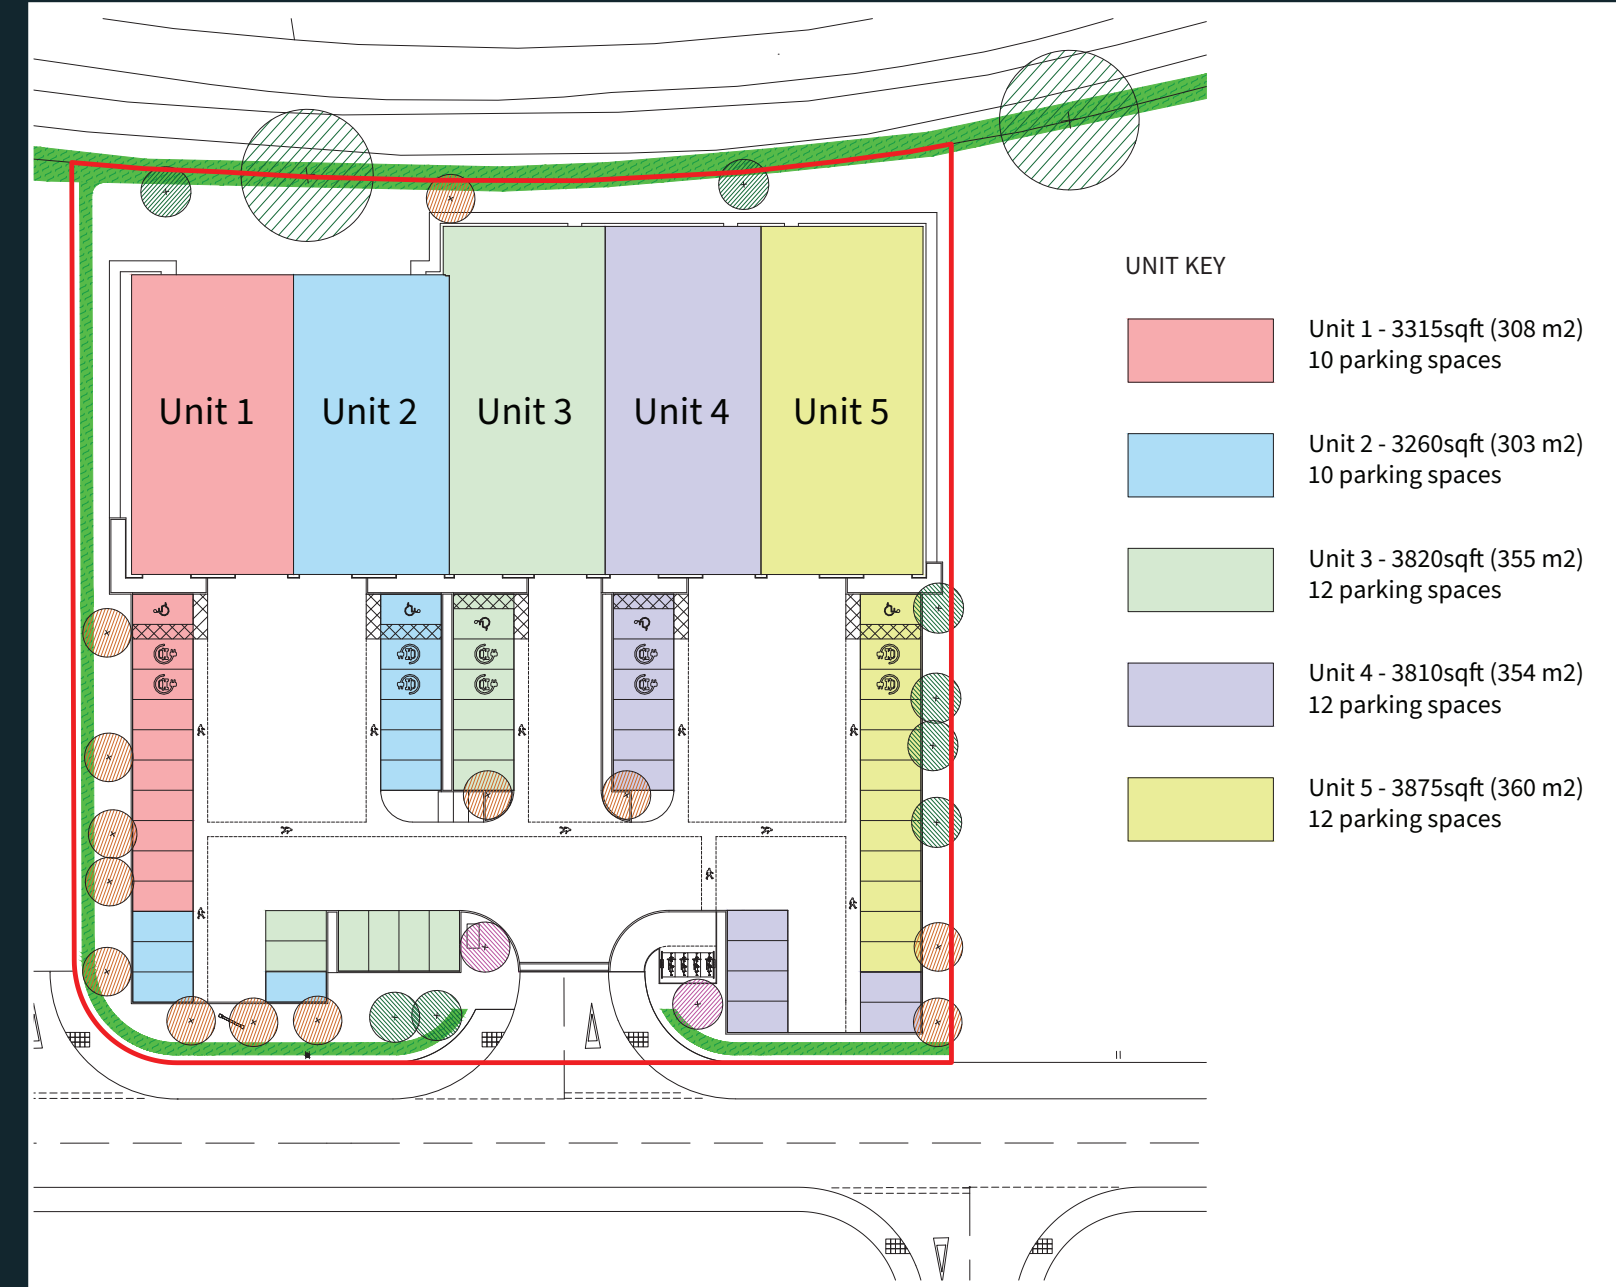 UNIT KEY
Unit 1 - 3315sqft (308 m2)
10 parking spaces
Unit 2 - 3260sqft (303 m2)
10 parking spaces
Unit 3 - 3820sqft (355 m2)
12 parking spaces
Unit 4 - 3810sqft (354 m2)
12 parking spaces
Unit 5 - 3875sqft (360 m2)
12 parking spaces
Unit 1
Unit 2
Unit 3
Unit 4
Unit 5